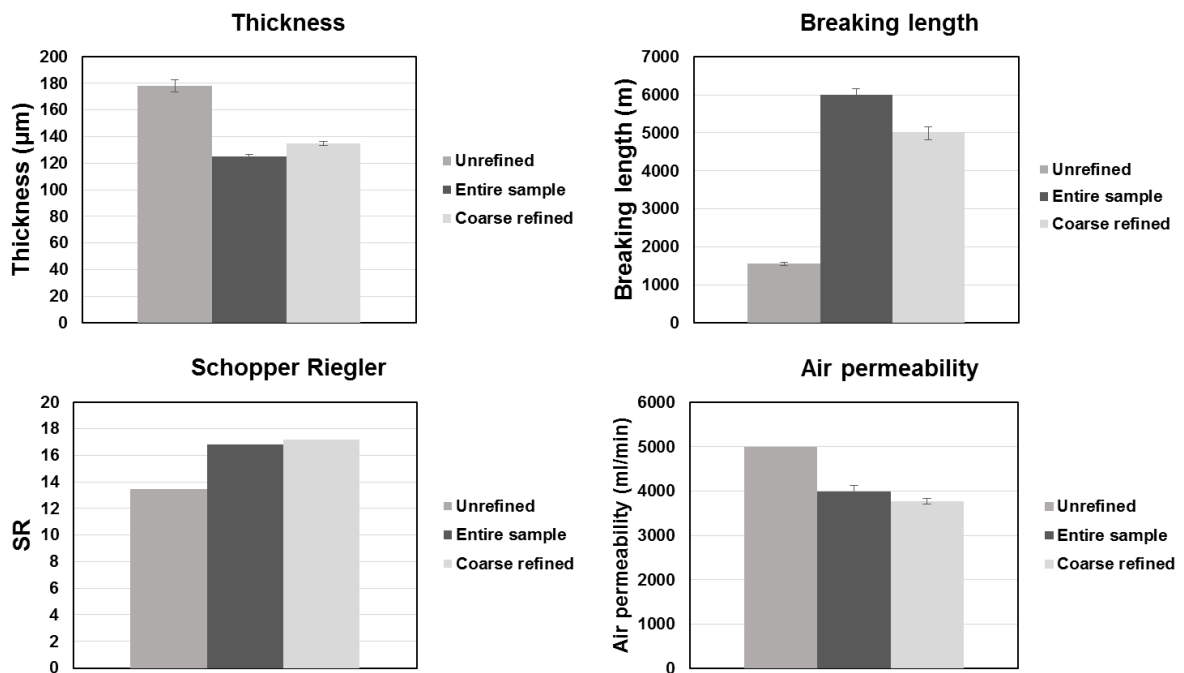 Thickness
Thickness (µm)
200
180
160
140
120
100
80
60
40
20
0
Unrefined
Entire sample
Coarse refined
Breaking length
Breaking length (m)
7000
6000
5000
4000
3000
2000
1000
0
Unrefined
Entire sample
Coarse refined
Schopper Riegler
SR
20
18
16
14
12
10
8
6
4
2
0
Unrefined
Entire sample
Coarse refined
Air permeability
Air permeability (ml/min)
6000
5000
4000
3000
2000
1000
0
Unrefined
Entire sample
Coarse refined